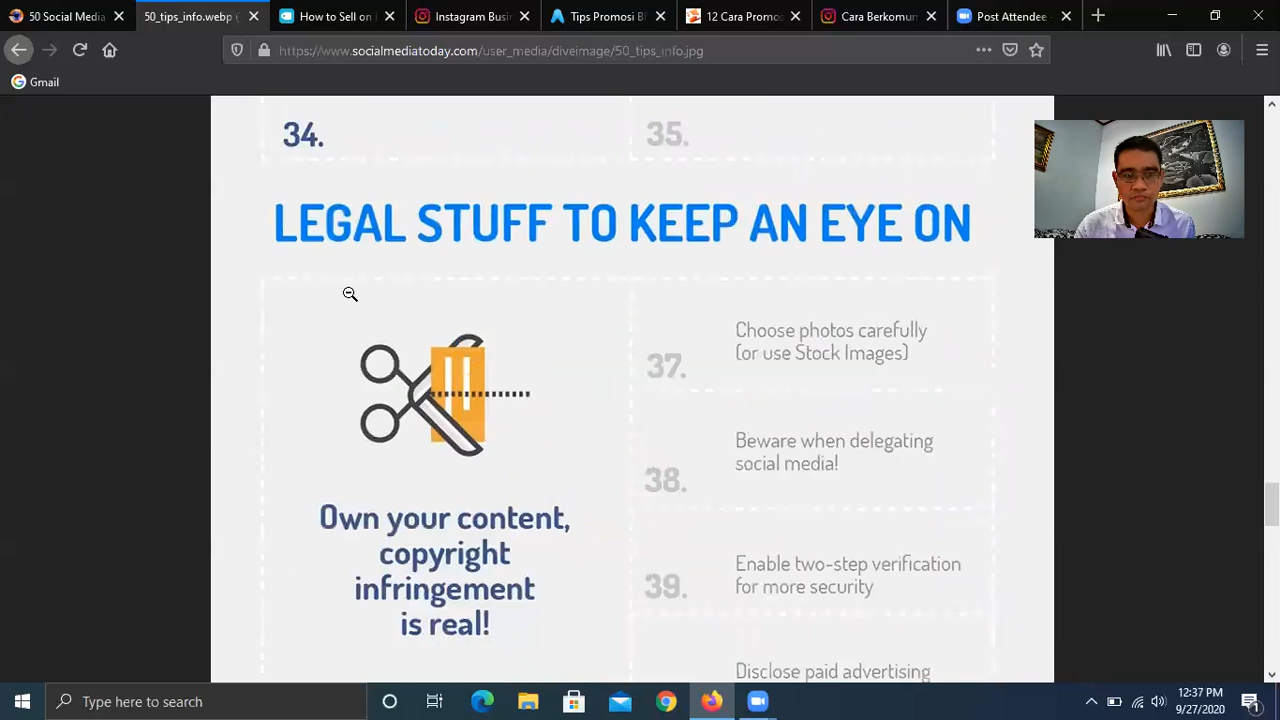 50 Social Media
50_tips_info.webp (
How to Sell on
Instagram Busi
Tips Promosi B
12 Cara Promo
Cara Berkomu
Post Attendee -
https://www.socialmediatoday.com/user_media/diveimage/50_tips_info.jpg
Gmail
34.
35.
LEGAL STUFF TO KEEP AN EYE ON
Own your content,
copyright
infringement
is real!
37.
Choose photos carefully
(or use Stock Images)
38.
Beware when delegating
social media!
39.
Enable two-step verification
for more security
Disclose paid advertising
Type here to search
12:37 PM
9/27/2020
1